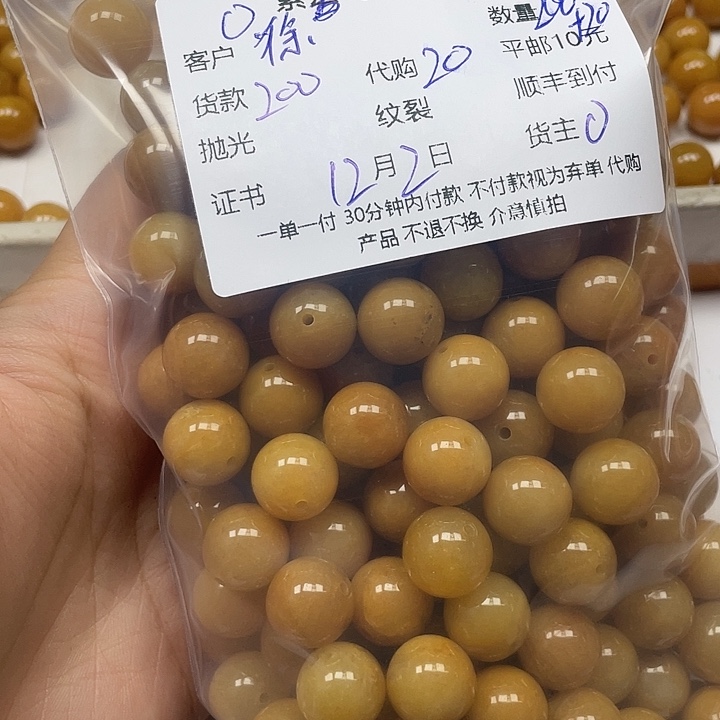 客户 徐 数量
货款 200 代购 20 平邮10元
抛光 纹裂 顺丰到付
证书 12月2日 货主 0
一单一付 30分钟内付款 不付款视为弃单 代购
产品 不退不换 介意慎拍